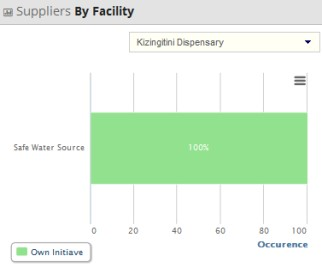 Suppliers By Facility
Kizingitini Dispensary
Safe Water Source
100%
0 20 40 60 80 100
Occurence
Own Initiave